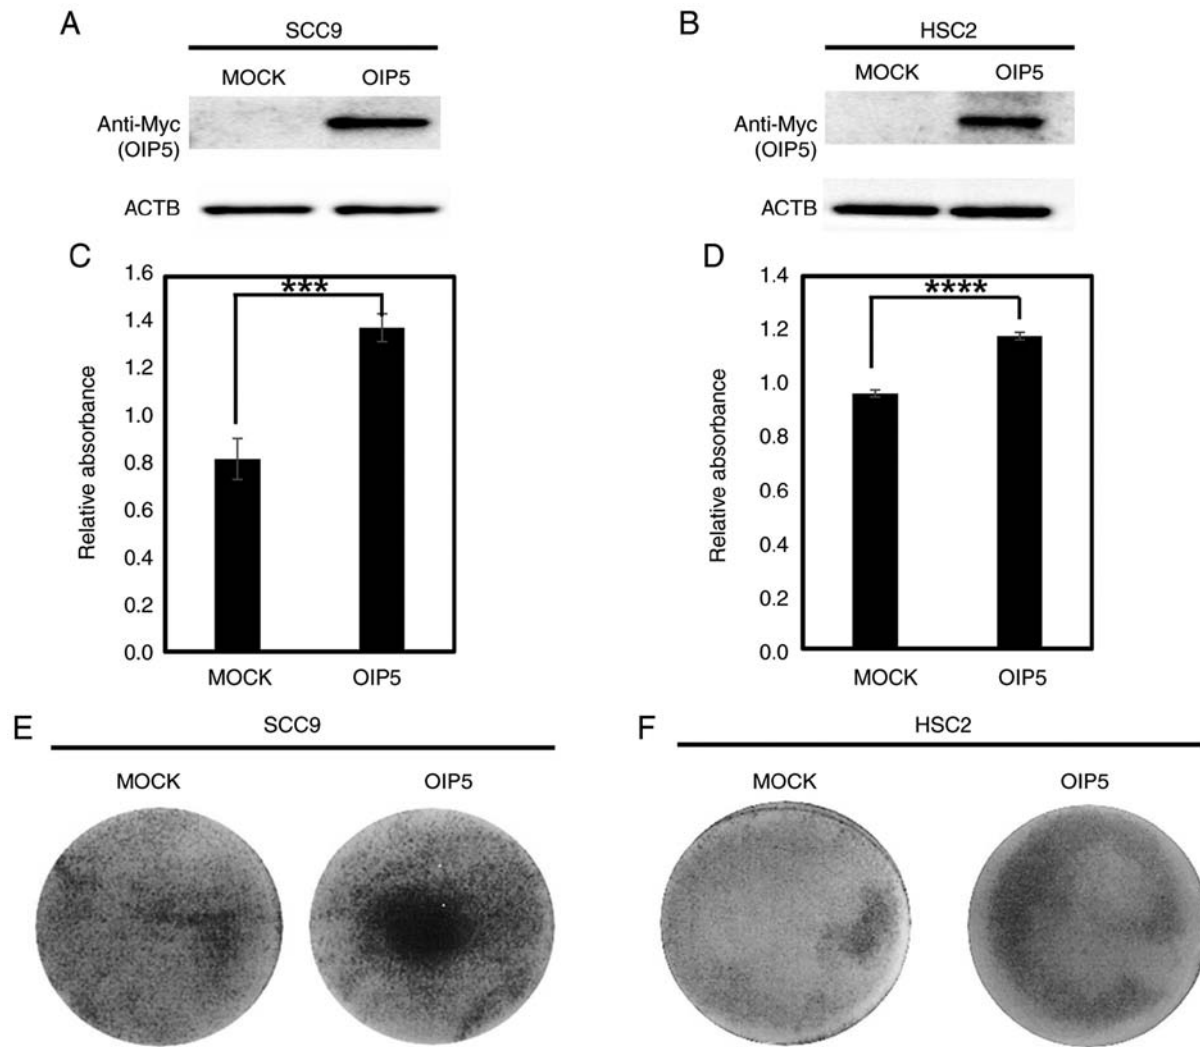 A
SCC9
MOCK OIP5
Anti-Myc
(OIP5)
ACTB
B
HSC2
MOCK OIP5
Anti-Myc
(OIP5)
ACTB
C
1.6
1.4
1.2
1.0
0.8
0.6
0.4
0.2
0.0
Relative absorbance
***
MOCK OIP5
D
1.4
1.2
1.0
0.8
0.6
0.4
0.2
0.0
Relative absorbance
****
MOCK OIP5
E
SCC9
MOCK OIP5
F
HSC2
MOCK OIP5